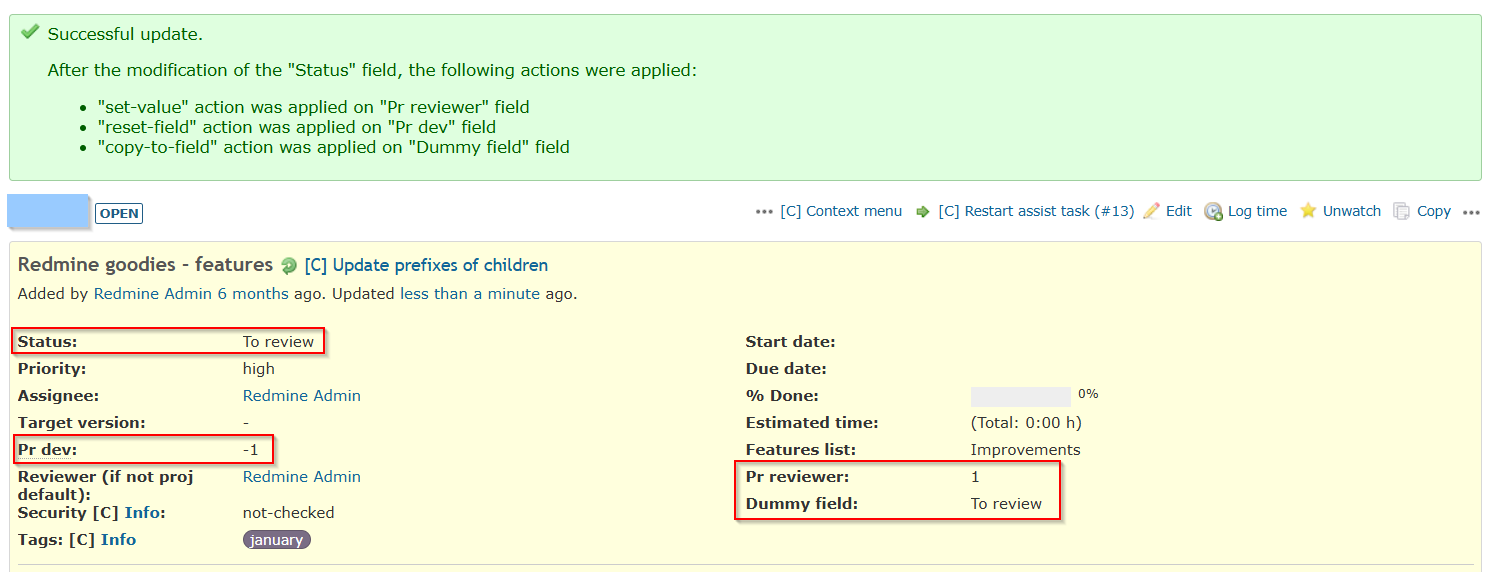 Successful update.
After the modification of the "Status" field, the following actions were applied:
"set-value" action was applied on "Pr reviewer" field
"reset-field" action was applied on "Pr dev" field
"copy-to-field" action was applied on "Dummy field" field
OPEN
[C] Context menu [C] Restart assist task (#13) Edit Log time Unwatch Copy
Redmine goodies - features [C] Update prefixes of children
Added by Redmine Admin 6 months ago. Updated less than a minute ago.
Status: To review
Priority: high
Assignee: Redmine Admin
Target version: -
Pr dev: -1
Reviewer (if not proj
default): Redmine Admin
Security [C] Info: not-checked
Tags: [C] Info january
Start date:
Due date:
% Done: 0%
Estimated time: (Total: 0:00 h)
Features list: Improvements
Pr reviewer: 1
Dummy field: To review